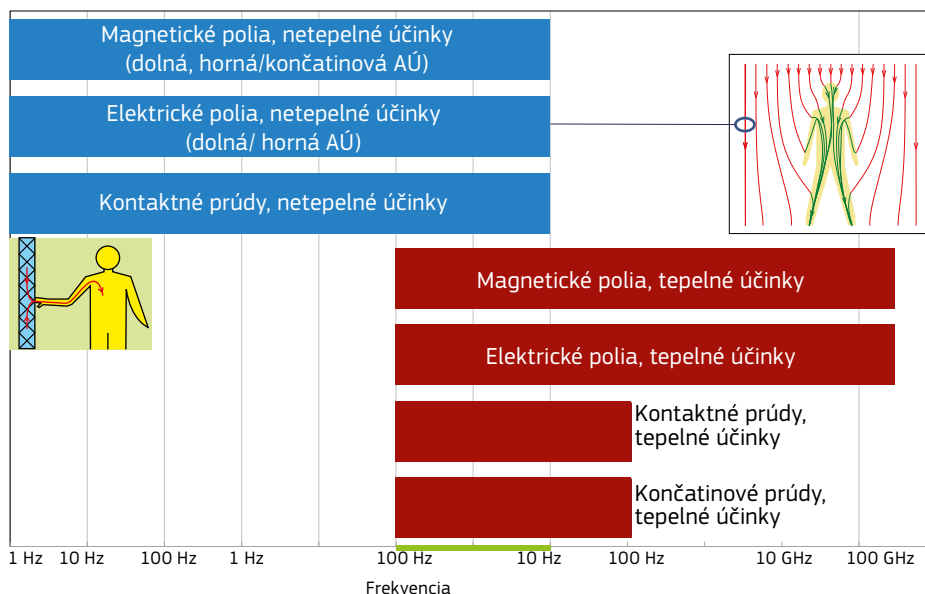 Magnetické polia, netepelné účinky
(dolná, horná/končatinová AÚ)
Elektrické polia, netepelné účinky
(dolná/ horná AÚ)
Kontaktné prúdy, netepelné účinky
Magnetické polia, tepelné účinky
Elektrické polia, tepelné účinky
Kontaktné prúdy,
tepelné účinky
Končatinové prúdy,
tepelné účinky
1 Hz 10 Hz 100 Hz 1 Hz 100 Hz 10 Hz 100 Hz 10 GHz 100 GHz
Frekvencia